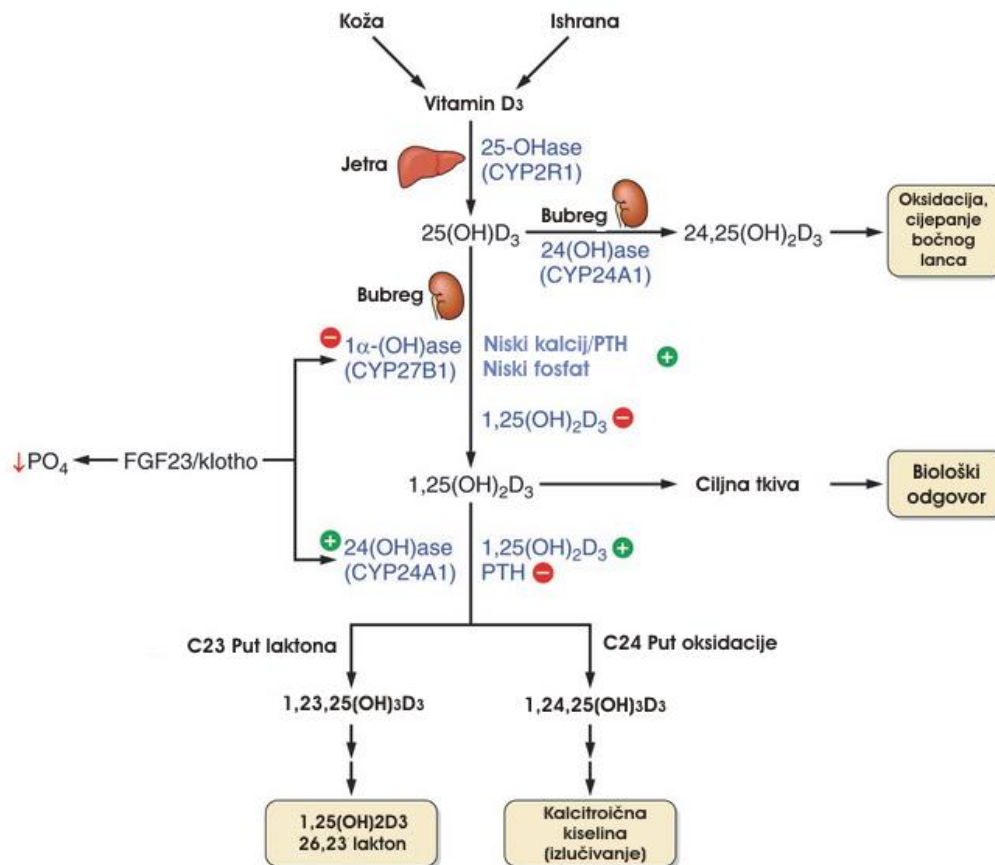 Koža
Ishrana
Vitamin D3
Jetra
25-OHase
(CYP2R1)
25(OH)D₃
Bubreg
24(OH)ase
(CYP24A1)
24,25(OH)₂D₃
Oksidacija,
cijepanje
bočnog
lanca
Bubreg
− 1α-(OH)ase
(CYP27B1)
Niski kalcij/PTH
Niski fosfat
+
1,25(OH)₂D₃ −
↓PO₄
FGF23/klotho
1,25(OH)₂D₃
Ciljna tkiva
Biološki
odgovor
+ 24(OH)ase
(CYP24A1)
1,25(OH)₂D₃ +
PTH −
C23 Put laktona
C24 Put oksidacije
1,23,25(OH)3D3
1,24,25(OH)3D3
1,25(OH)2D3
26,23 lakton
Kalcitroična
kiselina
(izlučivanje)